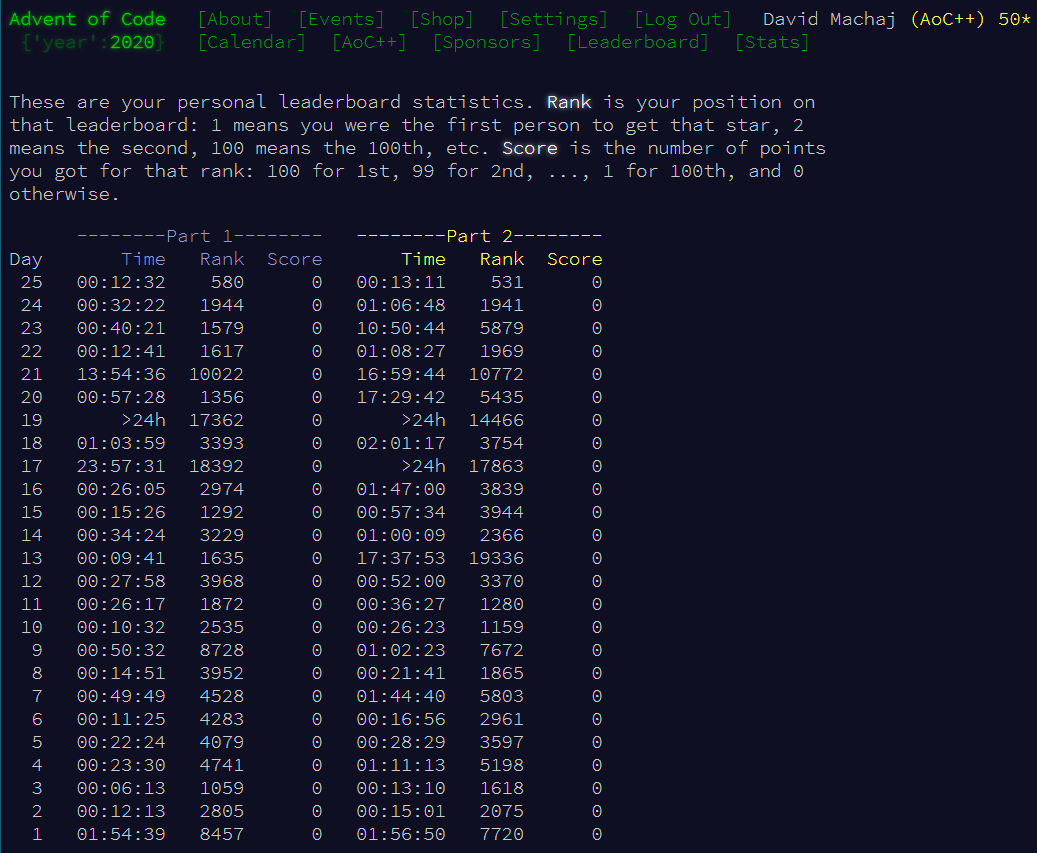 Advent of Code [About] [Events] [Shop] [Settings] [Log Out] David Machaj (AoC++) 50*
{'year':2020} [Calendar] [AoC++] [Sponsors] [Leaderboard] [Stats]
These are your personal leaderboard statistics. Rank is your position on
that leaderboard: 1 means you were the first person to get that star, 2
means the second, 100 means the 100th, etc. Score is the number of points
you got for that rank: 100 for 1st, 99 for 2nd, ..., 1 for 100th, and 0
otherwise.
--------Part 1-------- --------Part 2--------
Day Time Rank Score Time Rank Score
25 00:12:32 580 0 00:13:11 531 0
24 00:32:22 1944 0 01:06:48 1941 0
23 00:40:21 1579 0 10:50:44 5879 0
22 00:12:41 1617 0 01:08:27 1969 0
21 13:54:36 10022 0 16:59:44 10772 0
20 00:57:28 1356 0 17:29:42 5435 0
19 >24h 17362 0 >24h 14466 0
18 01:03:59 3393 0 02:01:17 3754 0
17 23:57:31 18392 0 >24h 17863 0
16 00:26:05 2974 0 01:47:00 3839 0
15 00:15:26 1292 0 00:57:34 3944 0
14 00:34:24 3229 0 01:00:09 2366 0
13 00:09:41 1635 0 17:37:53 19336 0
12 00:27:58 3968 0 00:52:00 3370 0
11 00:26:17 1872 0 00:36:27 1280 0
10 00:10:32 2535 0 00:26:23 1159 0
9 00:50:32 8728 0 01:02:23 7672 0
8 00:14:51 3952 0 00:21:41 1865 0
7 00:49:49 4528 0 01:44:40 5803 0
6 00:11:25 4283 0 00:16:56 2961 0
5 00:22:24 4079 0 00:28:29 3597 0
4 00:23:30 4741 0 01:11:13 5198 0
3 00:06:13 1059 0 00:13:10 1618 0
2 00:12:13 2805 0 00:15:01 2075 0
1 01:54:39 8457 0 01:56:50 7720 0